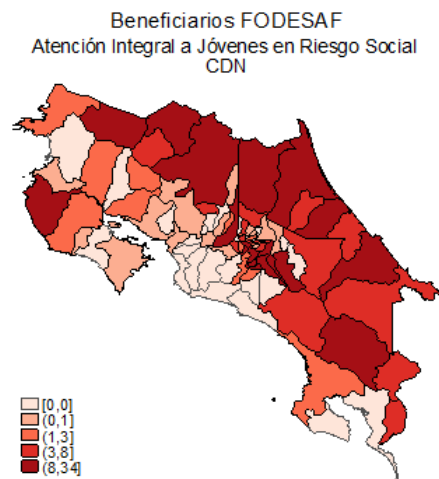 Beneficiarios FODESAF
Atención Integral a Jóvenes en Riesgo Social
CDN
[0,0]
(0,1]
(1,3]
(3,8]
(8,34]